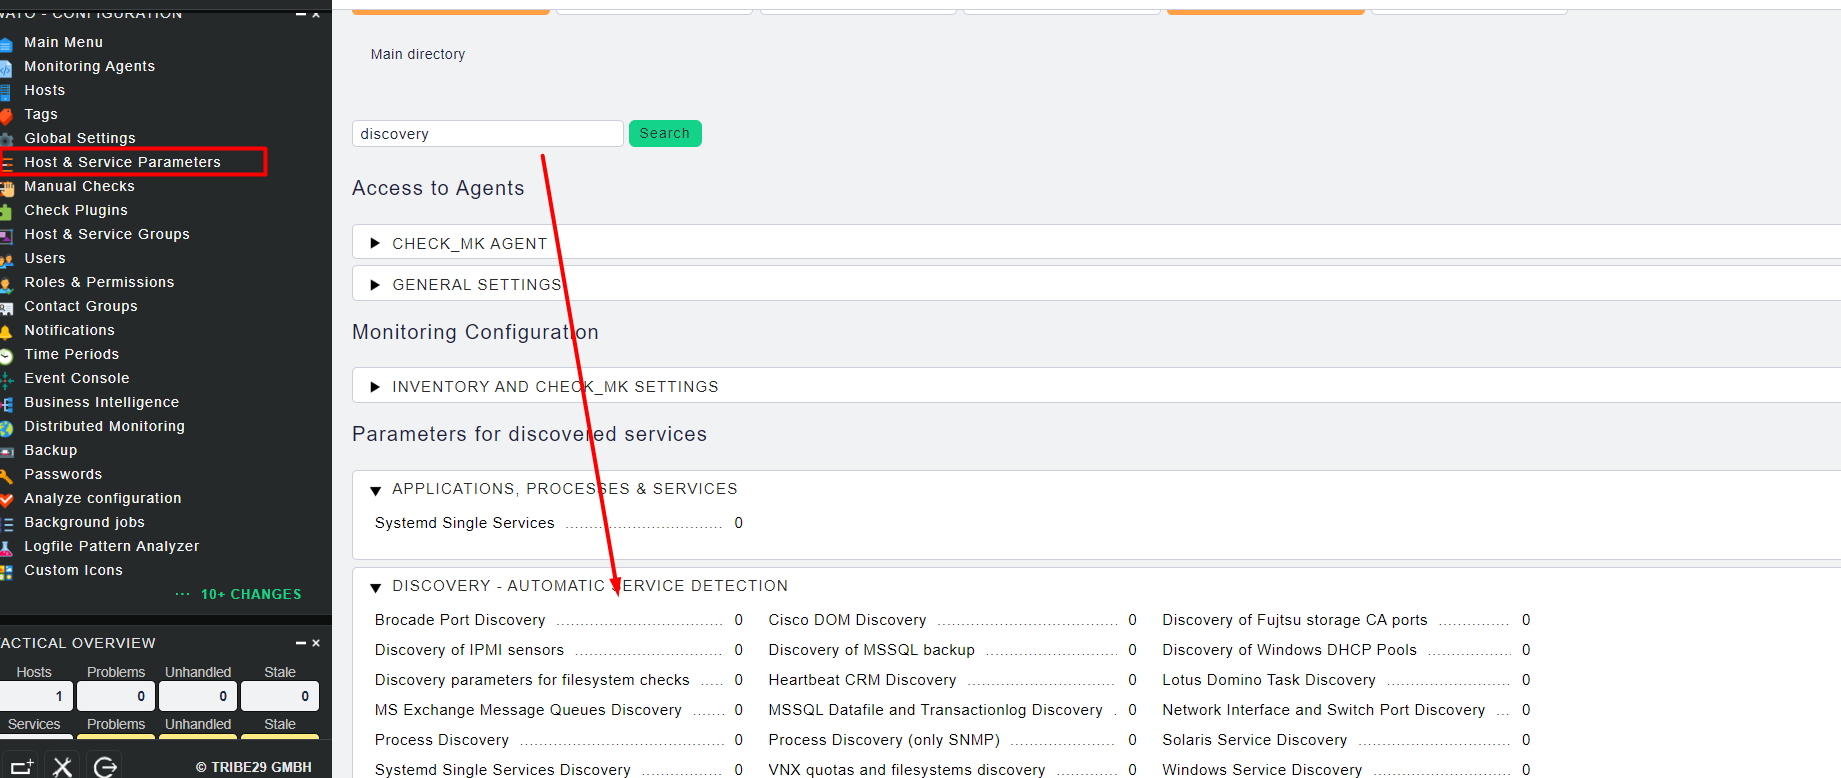 WATO - CONFIGURATION
Main Menu
Monitoring Agents
Hosts
Tags
Global Settings
Host & Service Parameters
Manual Checks
Check Plugins
Host & Service Groups
Users
Roles & Permissions
Contact Groups
Notifications
Time Periods
Event Console
Business Intelligence
Distributed Monitoring
Backup
Passwords
Analyze configuration
Background jobs
Logfile Pattern Analyzer
Custom Icons
··· 10+ CHANGES
TACTICAL OVERVIEW
Hosts Problems Unhandled Stale
1 0 0 0
Services Problems Unhandled Stale
© TRIBE29 GMBH
Main directory
discovery Search
Access to Agents
CHECK_MK AGENT
GENERAL SETTINGS
Monitoring Configuration
INVENTORY AND CHECK_MK SETTINGS
Parameters for discovered services
APPLICATIONS, PROCESSES & SERVICES
Systemd Single Services 0
DISCOVERY - AUTOMATIC SERVICE DETECTION
Brocade Port Discovery 0 Cisco DOM Discovery 0 Discovery of Fujtsu storage CA ports 0
Discovery of IPMI sensors 0 Discovery of MSSQL backup 0 Discovery of Windows DHCP Pools 0
Discovery parameters for filesystem checks 0 Heartbeat CRM Discovery 0 Lotus Domino Task Discovery 0
MS Exchange Message Queues Discovery 0 MSSQL Datafile and Transactionlog Discovery 0 Network Interface and Switch Port Discovery 0
Process Discovery 0 Process Discovery (only SNMP) 0 Solaris Service Discovery 0
Systemd Single Services Discovery 0 VNX quotas and filesystems discovery 0 Windows Service Discovery 0